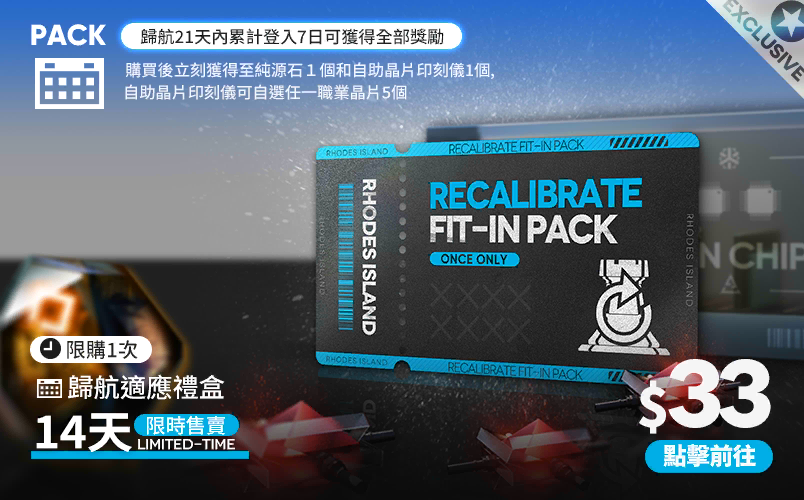 PACK
歸航21天內累計登入7日可獲得全部獎勵
購買後立刻獲得至純源石1個和自助晶片印刻儀1個,
自助晶片印刻儀可自選任一職業晶片5個
EXCLUSIVE
RHODES ISLAND
RECALIBRATE FIT-IN PACK
RHODES ISLAND
RHODES ISLAND
RECALIBRATE
FIT-IN PACK
ONCE ONLY
RHODES ISLAND
N CHIP
RHODES ISLAND
RECALIBRATE FIT-IN PACK
限購1次
歸航適應禮盒
14天
限時售賣
LIMITED-TIME
$33
點擊前往